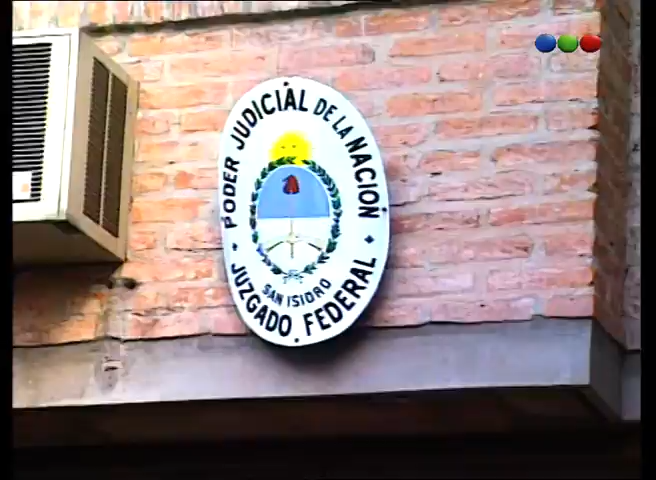 PODER JUDICIAL DE LA NACION
SAN ISIDRO
JUZGADO FEDERAL